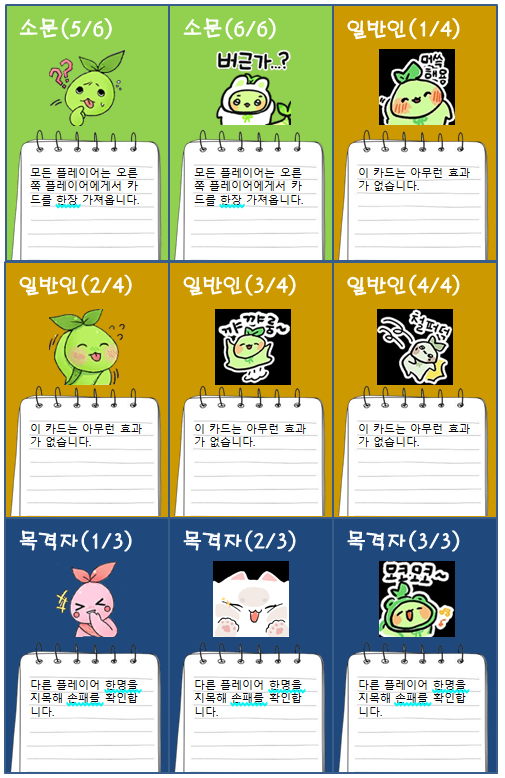 소문(5/6)
모든 플레이어는 오른
쪽 플레이어에게서 카
드를 한장 가져옵니다.
소문(6/6)
버근가...?
모든 플레이어는 오른
쪽 플레이어에게서 카
드를 한장 가져옵니다.
일반인(1/4)
머쓱
해용
이 카드는 아무런 효과
가 없습니다.
일반인(2/4)
이 카드는 아무런 효과
가 없습니다.
일반인(3/4)
꺄꺄룽~
이 카드는 아무런 효과
가 없습니다.
일반인(4/4)
철퍼덕
이 카드는 아무런 효과
가 없습니다.
목격자(1/3)
다른 플레이어 한명을
지목해 손패를 확인합
니다.
목격자(2/3)
다른 플레이어 한명을
지목해 손패를 확인합
니다.
목격자(3/3)
모코모코~
다른 플레이어 한명을
지목해 손패를 확인합
니다.